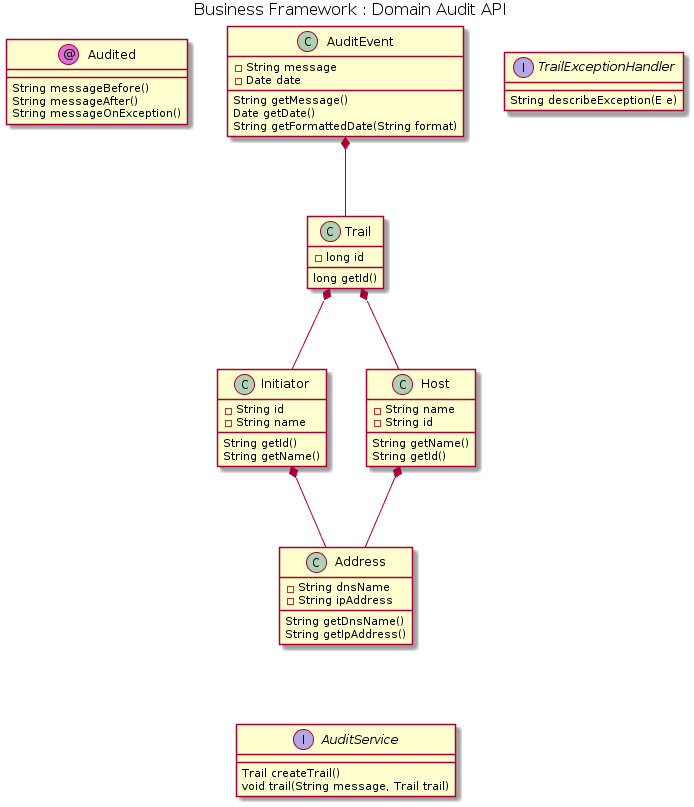 Business Framework : Domain Audit API
@ Audited
String messageBefore()
String messageAfter()
String messageOnException()
C AuditEvent
String message
Date date
String getMessage()
Date getDate()
String getFormattedDate(String format)
I TrailExceptionHandler
String describeException(E e)
C Trail
long id
long getId()
C Initiator
String id
String name
String getId()
String getName()
C Host
String name
String id
String getName()
String getId()
C Address
String dnsName
String ipAddress
String getDnsName()
String getIpAddress()
I AuditService
Trail createTrail()
void trail(String message, Trail trail)